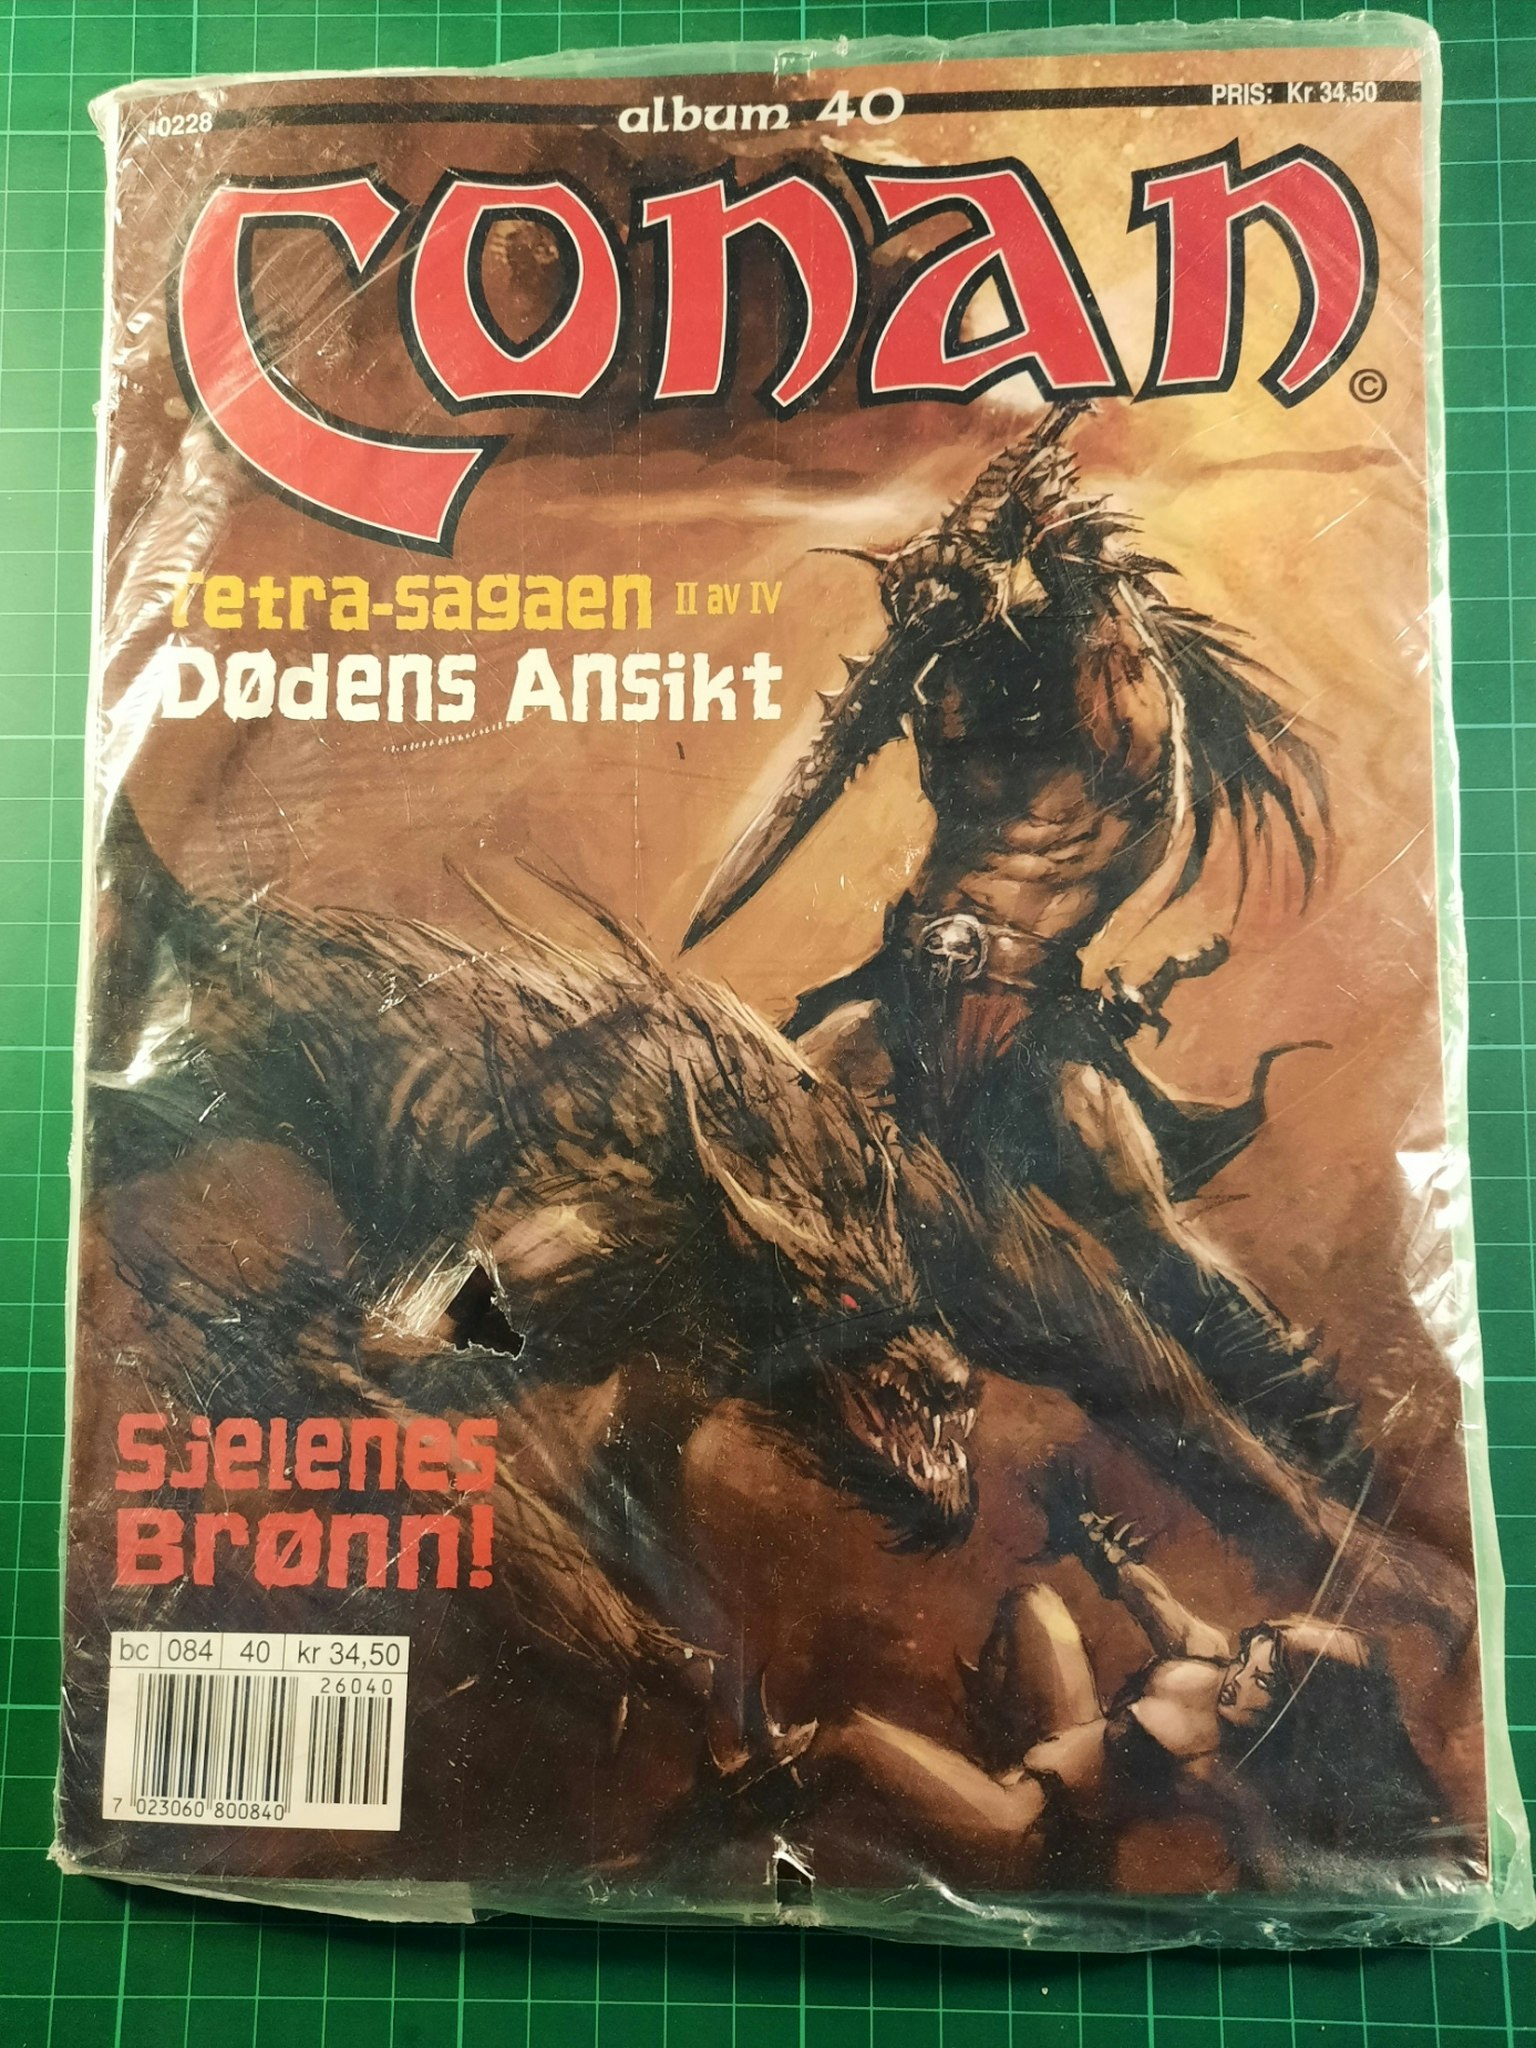 10228
album 40
PRIS: Kr 34,50
Conan
©
Tetra-sagaen II av IV
Dødens Ansikt
Sjelenes
Brønn!
bc 084 40 kr 34,50
26040
7 023060 800840